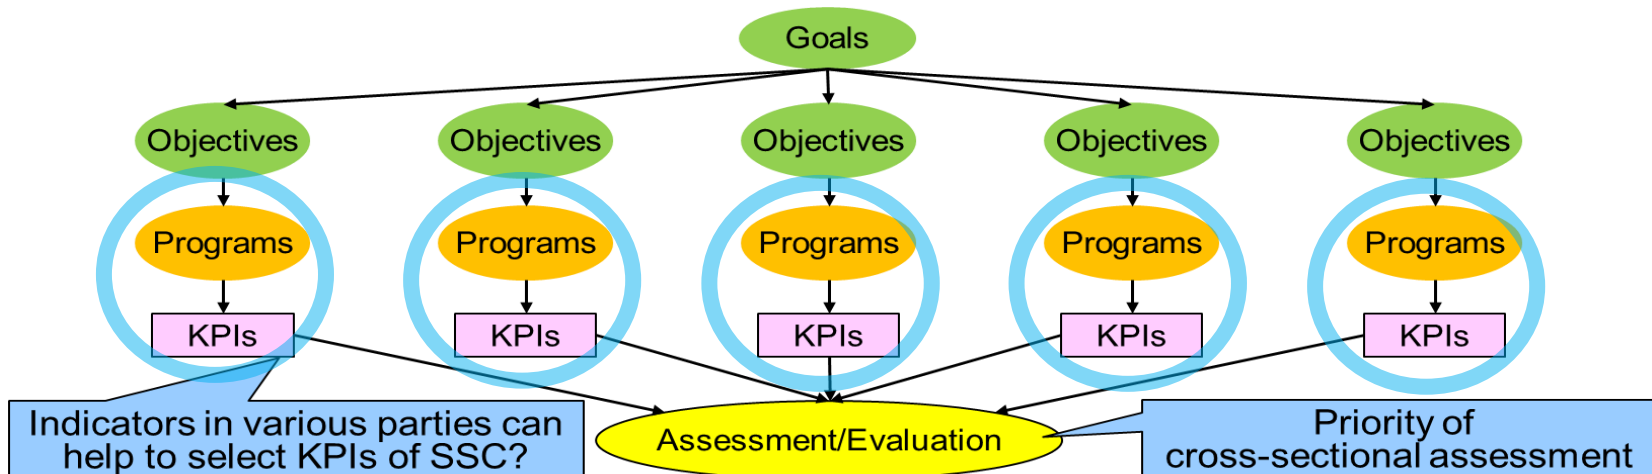 Goals
Objectives
Objectives
Objectives
Objectives
Objectives
Programs
Programs
Programs
Programs
Programs
KPIs
KPIs
KPIs
KPIs
KPIs
Indicators in various parties can
help to select KPIs of SSC?
Assessment/Evaluation
Priority of
cross-sectional assessment